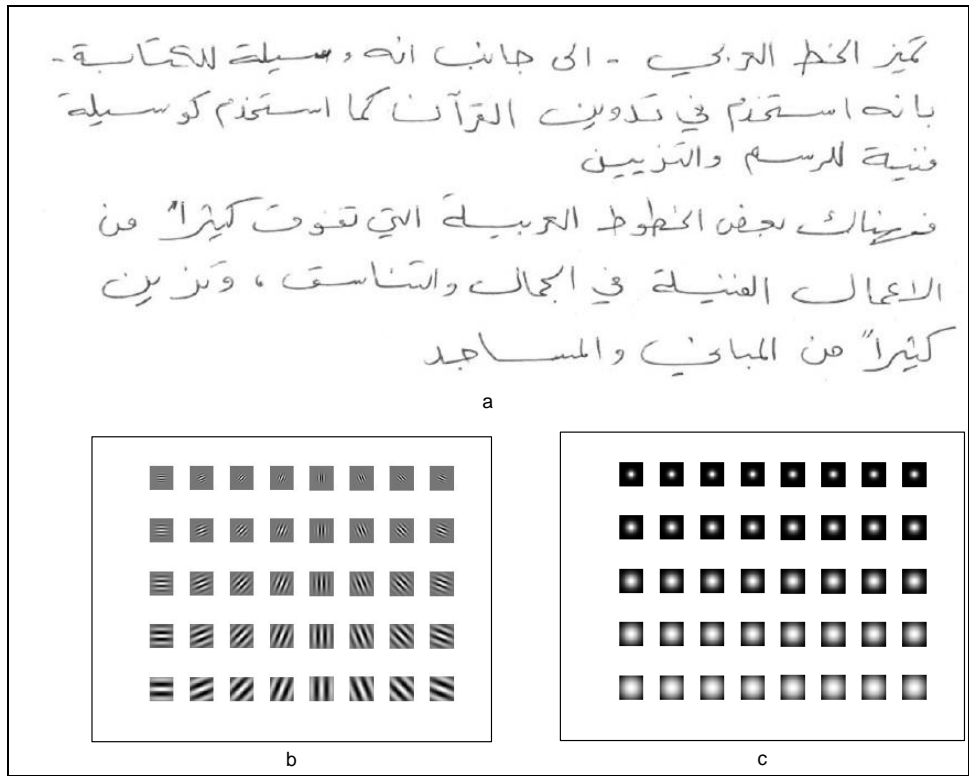 تميز الخط العربي - الى جانب انه وسيلة للكتابة -
بانه استخدم في تدوين القرآن كما استخدم كوسيلة
فنية للرسم والتزيين
فهناك بعض الخطوط العربية التي تفوق كثيراً من
الاعمال الفنية في الجمال والتناسق ، وتزين
كثيراً من المباني والمساجد
a
b
c